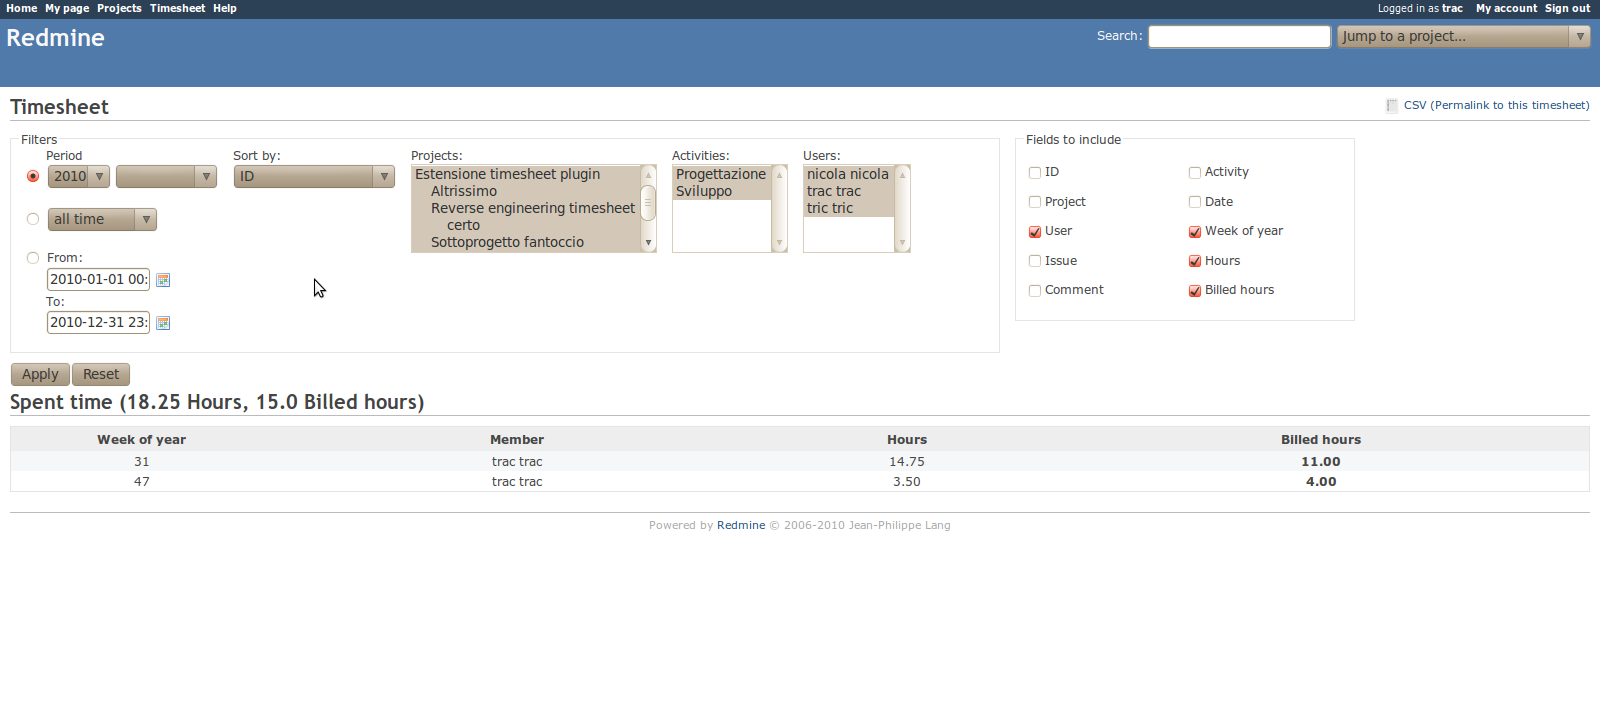 Home My page Projects Timesheet Help
Logged in as trac My account Sign out
Redmine
Search:
Jump to a project...
Timesheet
CSV (Permalink to this timesheet)
Filters
Period
2010
all time
From:
2010-01-01 00:
To:
2010-12-31 23:
Sort by:
ID
Projects:
Estensione timesheet plugin
Altrissimo
Reverse engineering timesheet
certo
Sottoprogetto fantoccio
Activities:
Progettazione
Sviluppo
Users:
nicola nicola
trac trac
tric tric
Fields to include
ID Activity
Project Date
User Week of year
Issue Hours
Comment Billed hours
Apply Reset
Spent time (18.25 Hours, 15.0 Billed hours)
Week of year Member Hours Billed hours
31 trac trac 14.75 11.00
47 trac trac 3.50 4.00
Powered by Redmine © 2006-2010 Jean-Philippe Lang